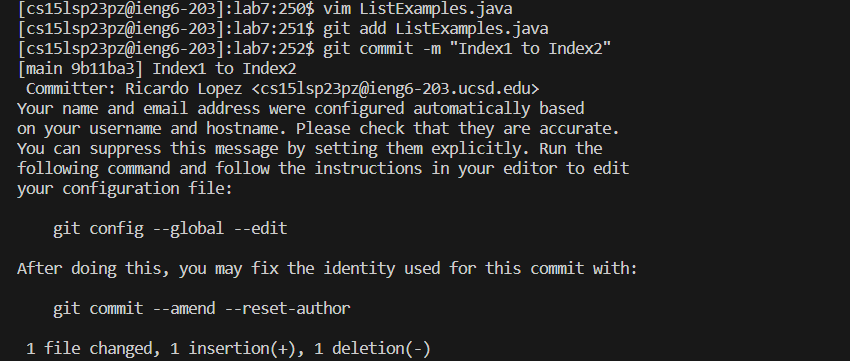 [cs15lsp23pz@ieng6-203]:lab7:250$ vim ListExamples.java
[cs15lsp23pz@ieng6-203]:lab7:251$ git add ListExamples.java
[cs15lsp23pz@ieng6-203]:lab7:252$ git commit -m "Index1 to Index2"
[main 9b11ba3] Index1 to Index2
 Committer: Ricardo Lopez <cs15lsp23pz@ieng6-203.ucsd.edu>
Your name and email address were configured automatically based
on your username and hostname. Please check that they are accurate.
You can suppress this message by setting them explicitly. Run the
following command and follow the instructions in your editor to edit
your configuration file:
    git config --global --edit
After doing this, you may fix the identity used for this commit with:
    git commit --amend --reset-author
 1 file changed, 1 insertion(+), 1 deletion(-)